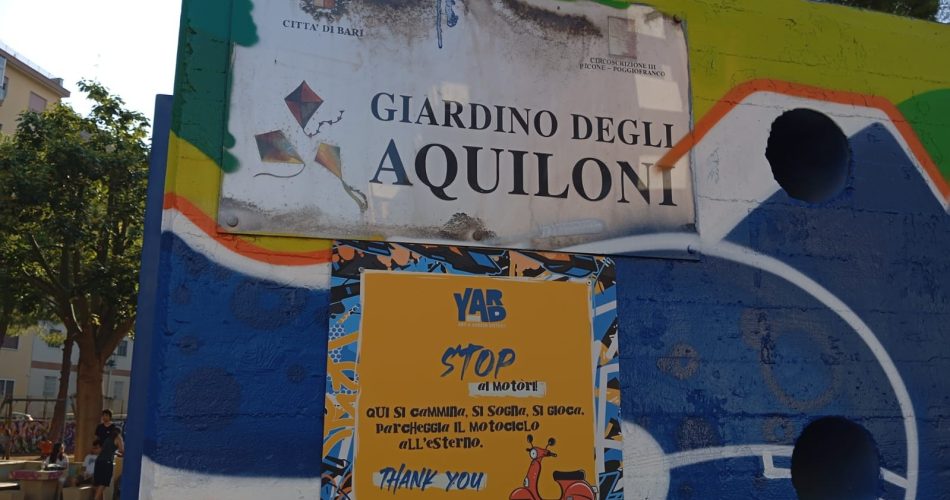 CITTA' DI BARI
CIRCOSCRIZIONE III
PICONE - POGGIOFRANCO
GIARDINO DEGLI
AQUILONI
YARD
STOP
AI MOTORI!
QUI SI CAMMINA, SI SOGNA, SI GIOCA.
PARCHEGGIA IL MOTOCICLO
ALL'ESTERNO.
THANK YOU